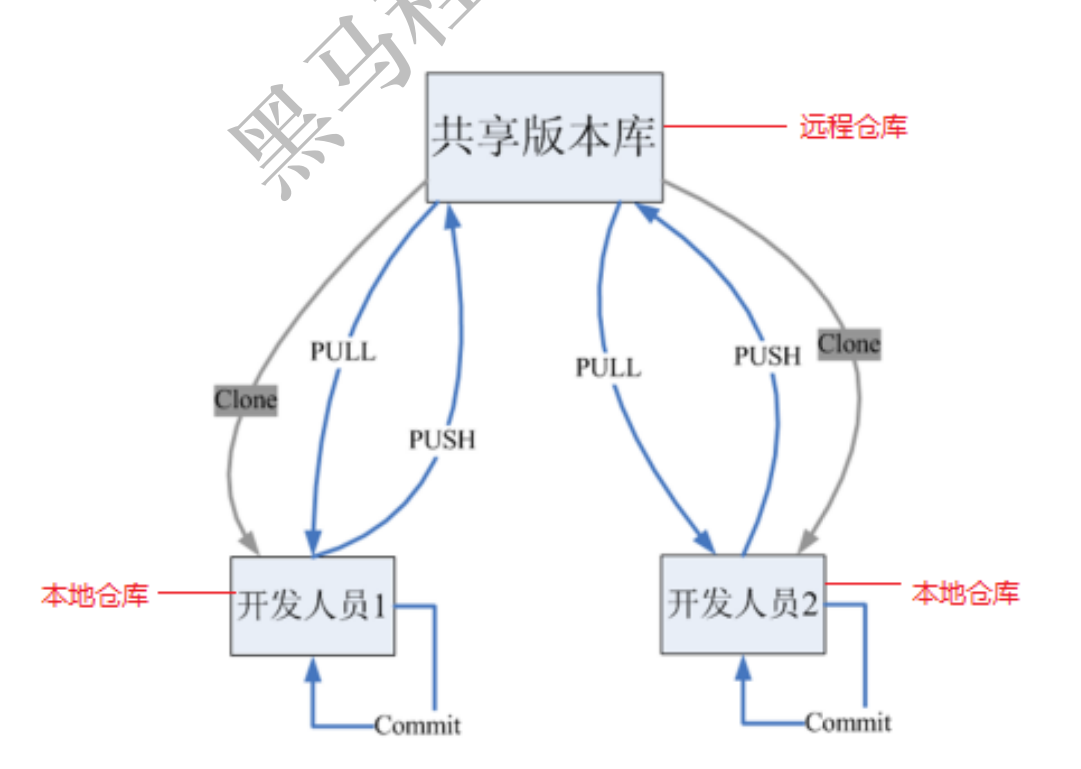 黑马程
共享版本库
远程仓库
PULL
PUSH
Clone
PULL
PUSH
Clone
本地仓库
开发人员1
开发人员2
本地仓库
Commit
Commit